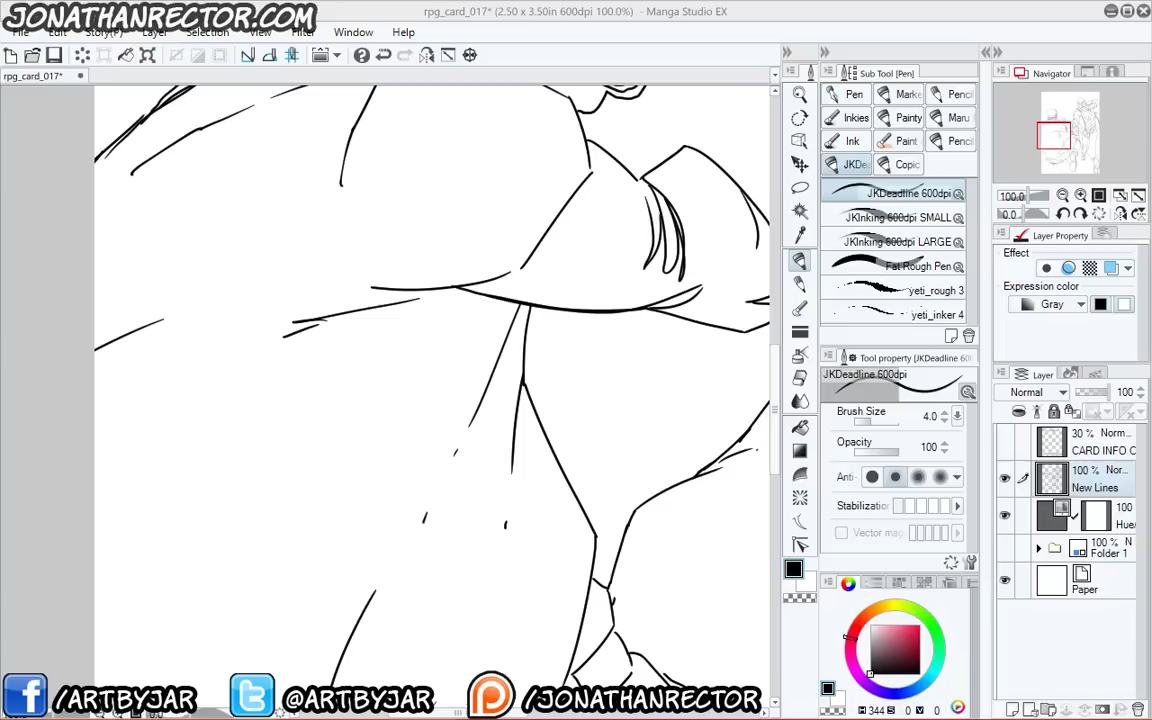 JONATHANRECTOR.COM
rpg_card_017* (2.50 x 3.50in 600dpi 100.0%) - Manga Studio EX
File Edit Story(P) Layer Selection View Filter Window Help
rpg_card_017*
Sub Tool [Pen]
Pen Marke Pencil
Inkies Painty Maru
Ink Paint Pencil
JKDea Copic
JKDeadline 600dpi
JKInking 600dpi SMALL
JKInking 600dpi LARGE
Fat Rough Pen
yeti_rough 3
yeti_inker 4
Tool property [JKDeadline 600
JKDeadline 600dpi
Brush Size 4.0
Opacity 100
Anti-
Stabilization
Vector mag
344 S 0 V 0
Navigator
100.0
0.0
Layer Property
Effect
Expression color
Gray
Layer
Normal 100
30 % Norm...
CARD INFO C
100 % Nor...
New Lines
100
Hue/
100 % N
Folder 1
Paper
/ARTBYJAR
@ARTBYJAR
/JONATHANRECTOR